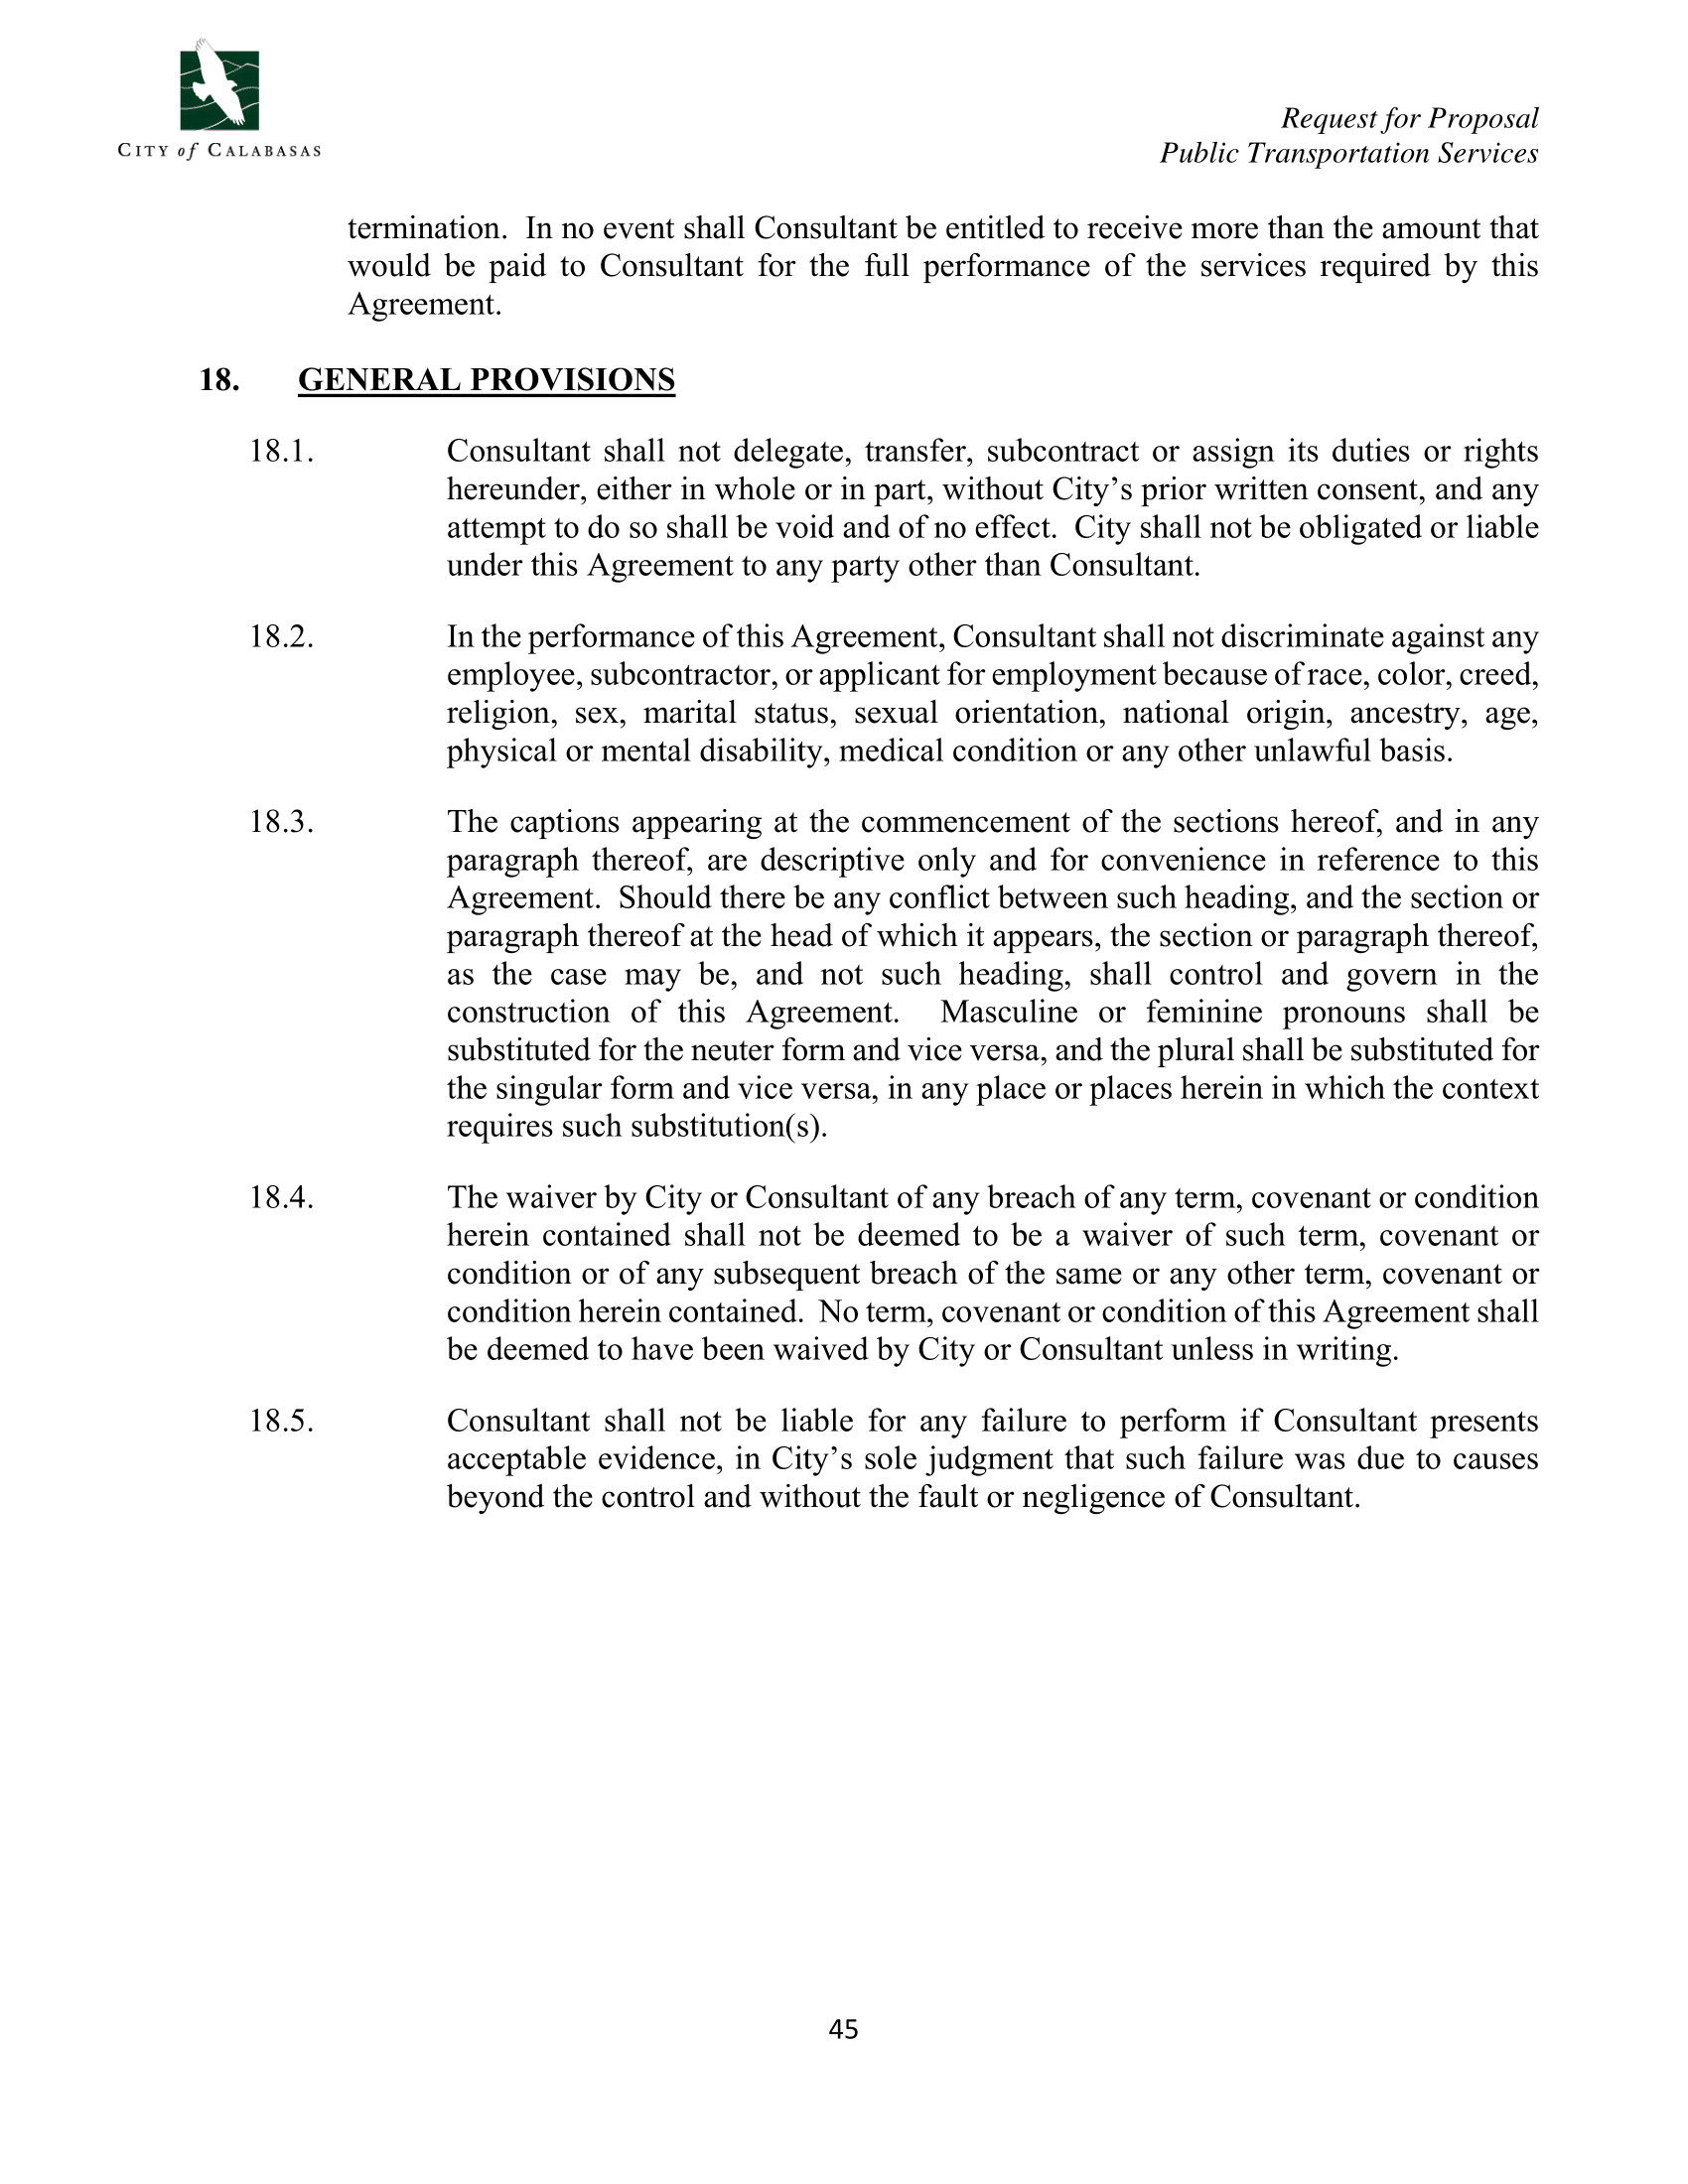 CITY of CALABASAS
Request for Proposal
Public Transportation Services
termination.  In no event shall Consultant be entitled to receive more than the amount that
would be paid to Consultant for the full performance of the services required by this
Agreement.
18. GENERAL PROVISIONS
18.1. Consultant shall not delegate, transfer, subcontract or assign its duties or rights
hereunder, either in whole or in part, without City’s prior written consent, and any
attempt to do so shall be void and of no effect.  City shall not be obligated or liable
under this Agreement to any party other than Consultant.
18.2. In the performance of this Agreement, Consultant shall not discriminate against any
employee, subcontractor, or applicant for employment because of race, color, creed,
religion, sex, marital status, sexual orientation, national origin, ancestry, age,
physical or mental disability, medical condition or any other unlawful basis.
18.3. The captions appearing at the commencement of the sections hereof, and in any
paragraph thereof, are descriptive only and for convenience in reference to this
Agreement.  Should there be any conflict between such heading, and the section or
paragraph thereof at the head of which it appears, the section or paragraph thereof,
as the case may be, and not such heading, shall control and govern in the
construction of this Agreement.  Masculine or feminine pronouns shall be
substituted for the neuter form and vice versa, and the plural shall be substituted for
the singular form and vice versa, in any place or places herein in which the context
requires such substitution(s).
18.4. The waiver by City or Consultant of any breach of any term, covenant or condition
herein contained shall not be deemed to be a waiver of such term, covenant or
condition or of any subsequent breach of the same or any other term, covenant or
condition herein contained.  No term, covenant or condition of this Agreement shall
be deemed to have been waived by City or Consultant unless in writing.
18.5. Consultant shall not be liable for any failure to perform if Consultant presents
acceptable evidence, in City’s sole judgment that such failure was due to causes
beyond the control and without the fault or negligence of Consultant.
45